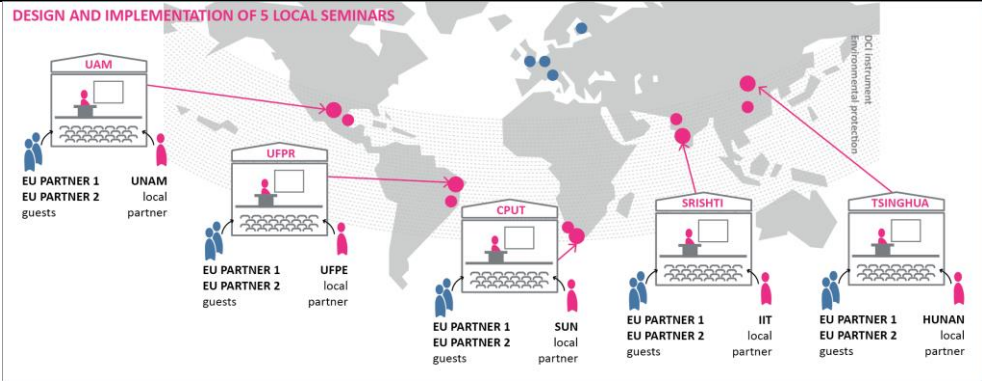 DESIGN AND IMPLEMENTATION OF 5 LOCAL SEMINARS
DCI instrument
Environmental protection
UAM
EU PARTNER 1
EU PARTNER 2
guests
UNAM
local
partner
UFPR
EU PARTNER 1
EU PARTNER 2
guests
UFPE
local
partner
CPUT
EU PARTNER 1
EU PARTNER 2
guests
SUN
local
partner
SRISHTI
EU PARTNER 1
EU PARTNER 2
guests
IIT
local
partner
TSINGHUA
EU PARTNER 1
EU PARTNER 2
guests
HUNAN
local
partner